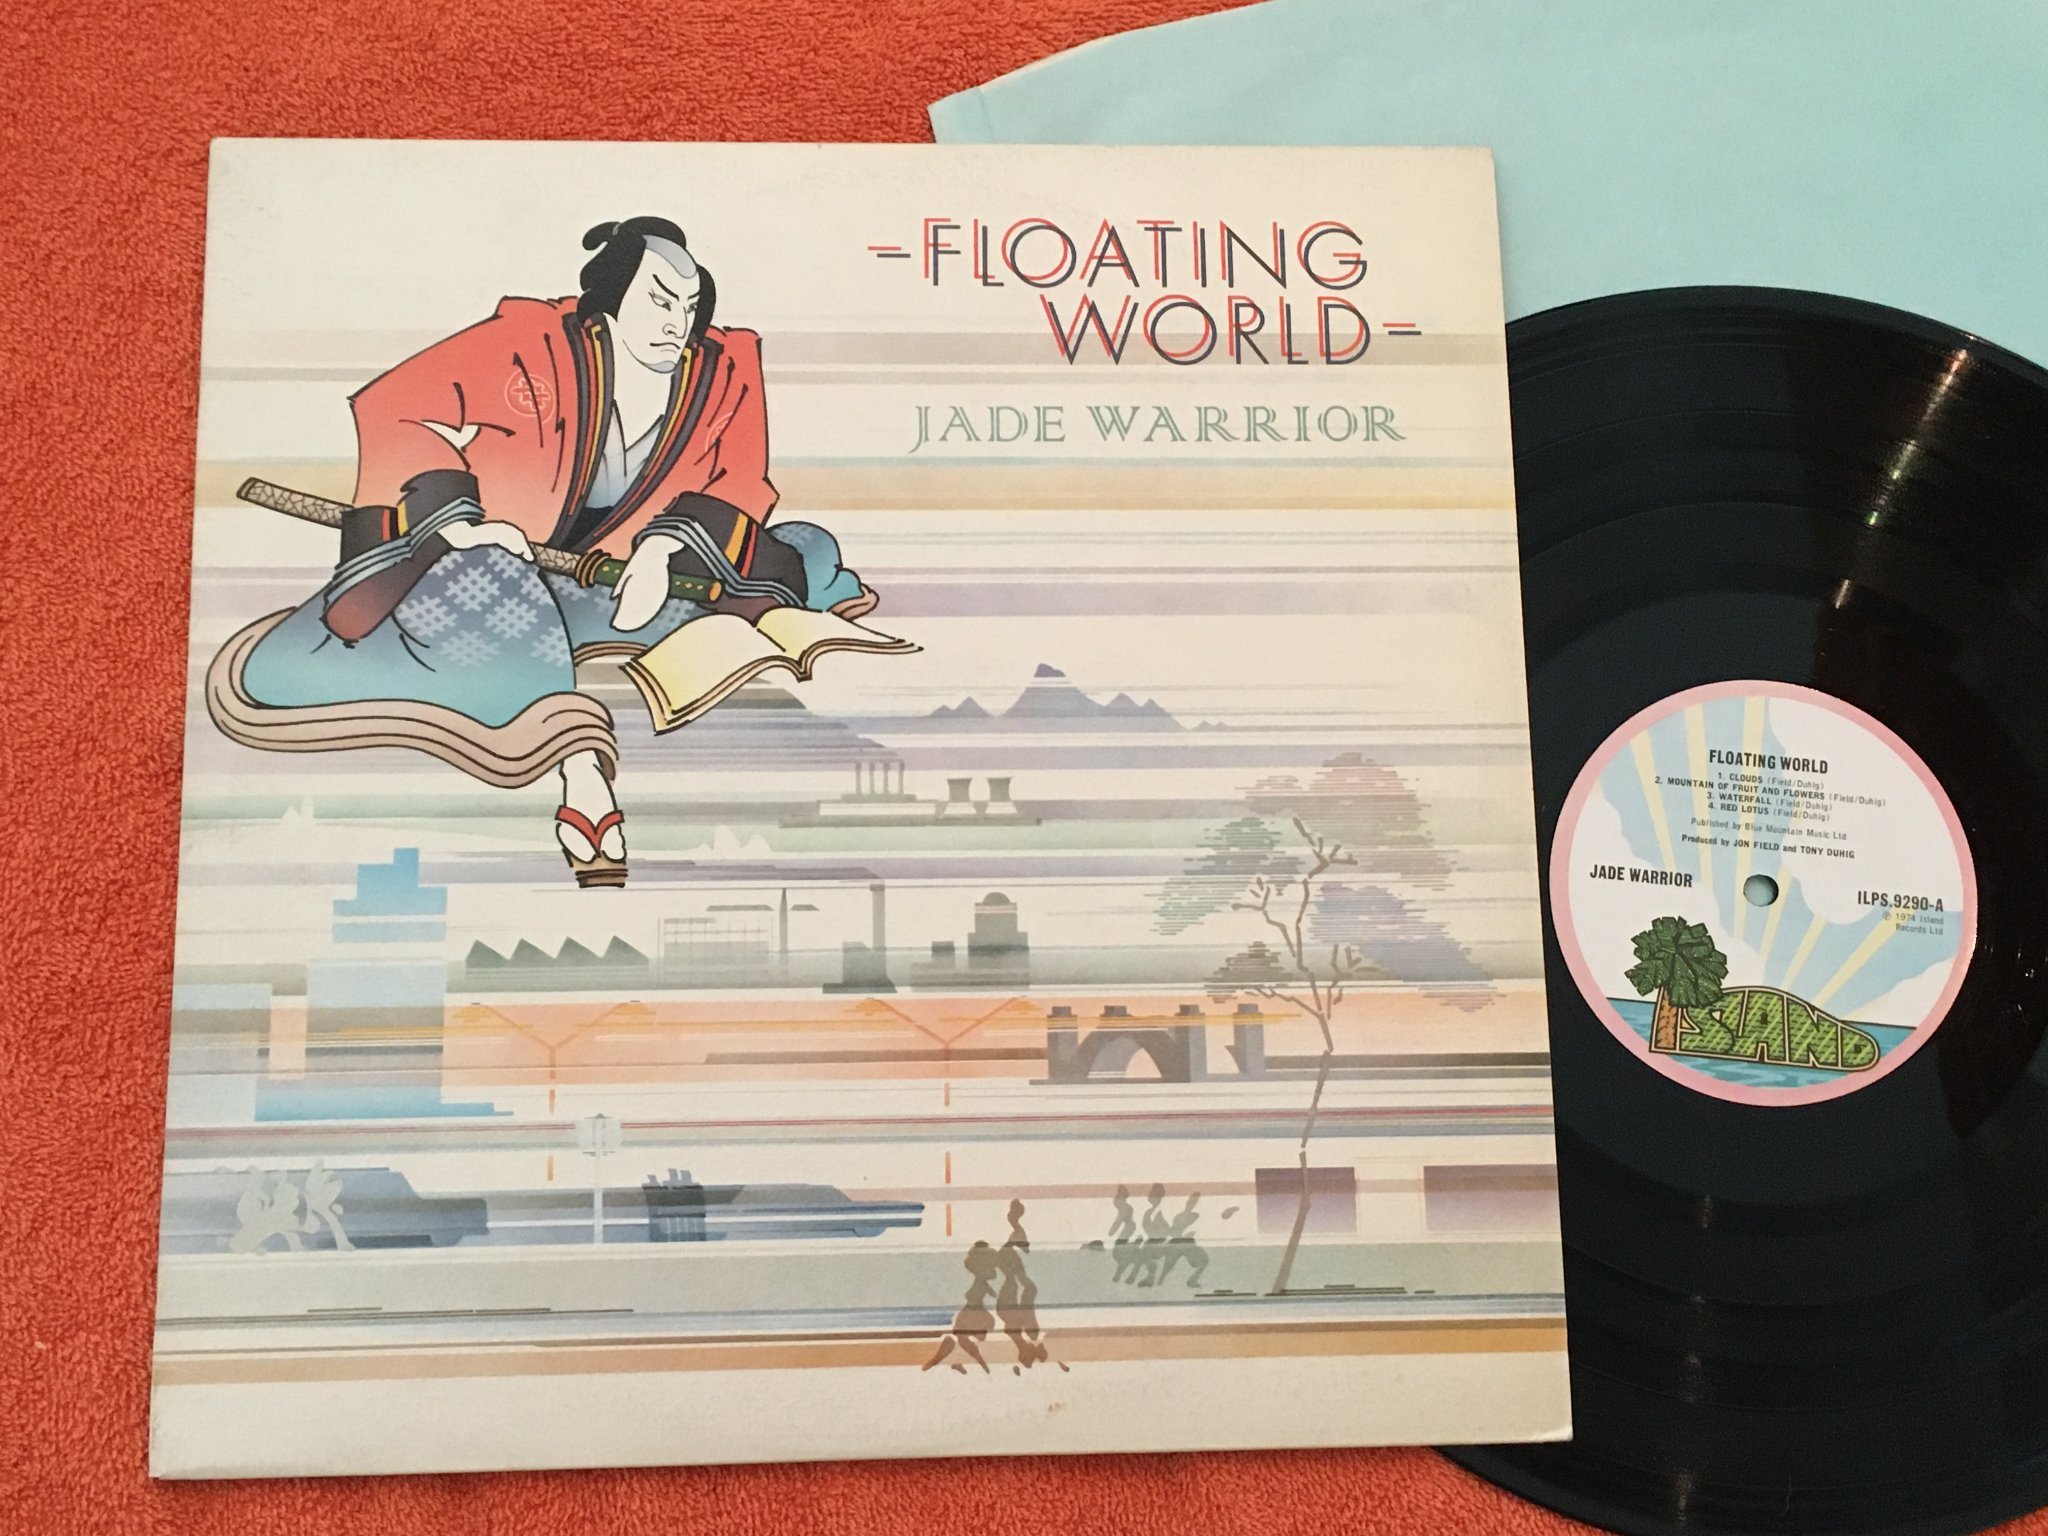 -FLOATING
WORLD-
JADE WARRIOR
FLOATING WORLD
1. CLOUDS (Field/Duhig)
2. MOUNTAIN OF FRUIT AND FLOWERS (Field/Duhig)
3. WATERFALL (Field/Duhig)
4. RED LOTUS (Field/Duhig)
Published by Blue Mountain Music Ltd
Produced by JON FIELD and TONY DUHIG
JADE WARRIOR
ILPS.9290-A
℗ 1974 Island
Records Ltd
ISLAND